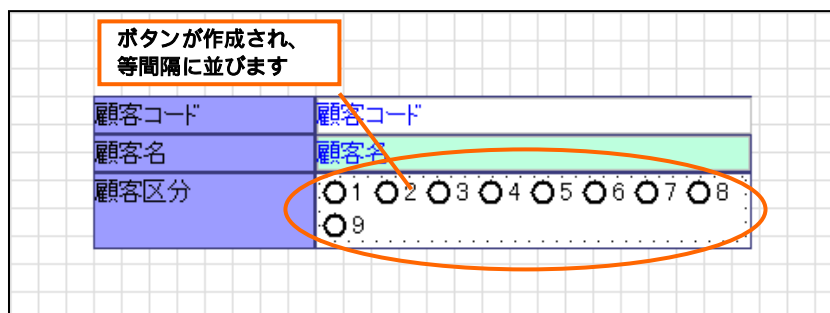 ボタンが作成され、
等間隔に並びます
顧客コード 顧客コード
顧客名 顧客名
顧客区分 1 2 3 4 5 6 7 8
9